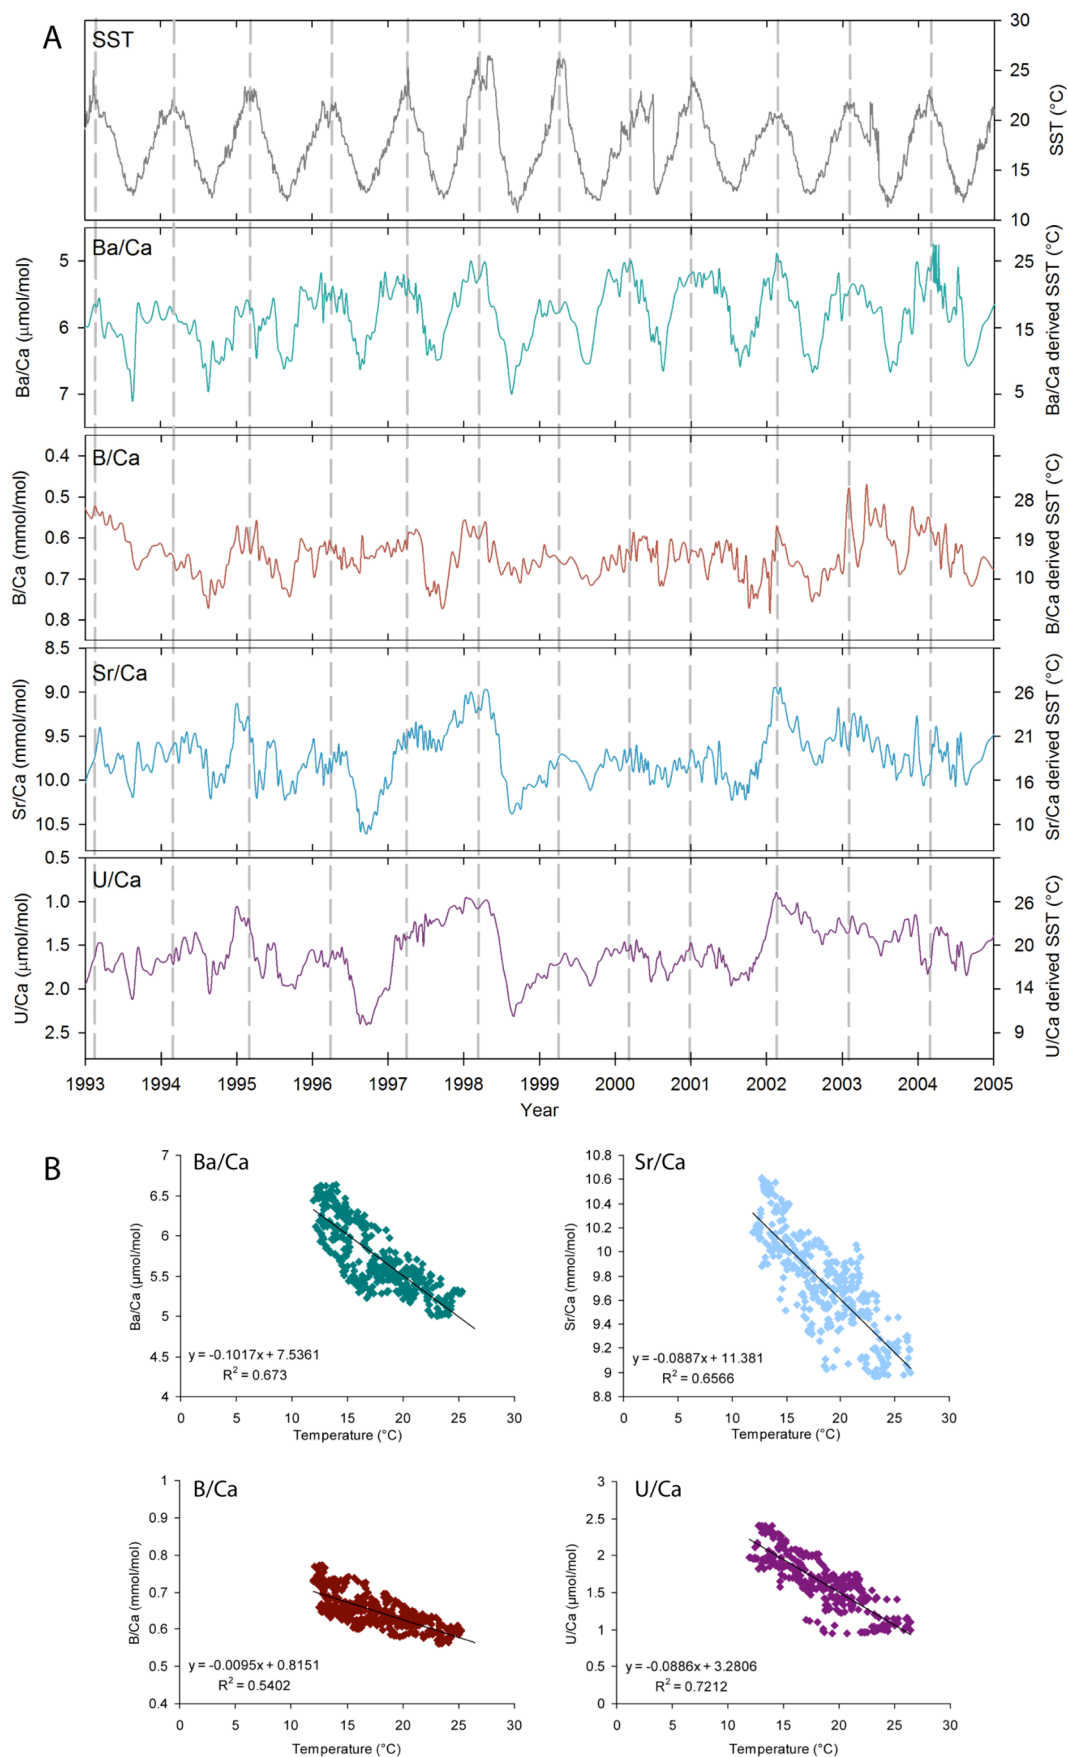 A
SST
30
25
20
15
10
SST (°C)
Ba/Ca
5
6
7
Ba/Ca (µmol/mol)
25
15
5
Ba/Ca derived SST (°C)
B/Ca
0.4
0.5
0.6
0.7
0.8
B/Ca (mmol/mol)
28
19
10
B/Ca derived SST (°C)
Sr/Ca
8.5
9.0
9.5
10.0
10.5
Sr/Ca (mmol/mol)
26
21
16
10
Sr/Ca derived SST (°C)
U/Ca
0.5
1.0
1.5
2.0
2.5
U/Ca (µmol/mol)
26
20
14
9
U/Ca derived SST (°C)
1993 1994 1995 1996 1997 1998 1999 2000 2001 2002 2003 2004 2005
Year
B
Ba/Ca
7
6.5
6
5.5
5
4.5
4
Ba/Ca (µmol/mol)
y = -0.1017x + 7.5361
R² = 0.673
0 5 10 15 20 25 30
Temperature (°C)
Sr/Ca
10.8
10.6
10.4
10.2
10
9.8
9.6
9.4
9.2
9
8.8
Sr/Ca (mmol/mol)
y = -0.0887x + 11.381
R² = 0.6566
0 5 10 15 20 25 30
Temperature (°C)
B/Ca
1
0.9
0.8
0.7
0.6
0.5
0.4
B/Ca (mmol/mol)
y = -0.0095x + 0.8151
R² = 0.5402
0 5 10 15 20 25 30
Temperature (°C)
U/Ca
3
2.5
2
1.5
1
0.5
0
U/Ca (µmol/mol)
y = -0.0886x + 3.2806
R² = 0.7212
0 5 10 15 20 25 30
Temperature (°C)